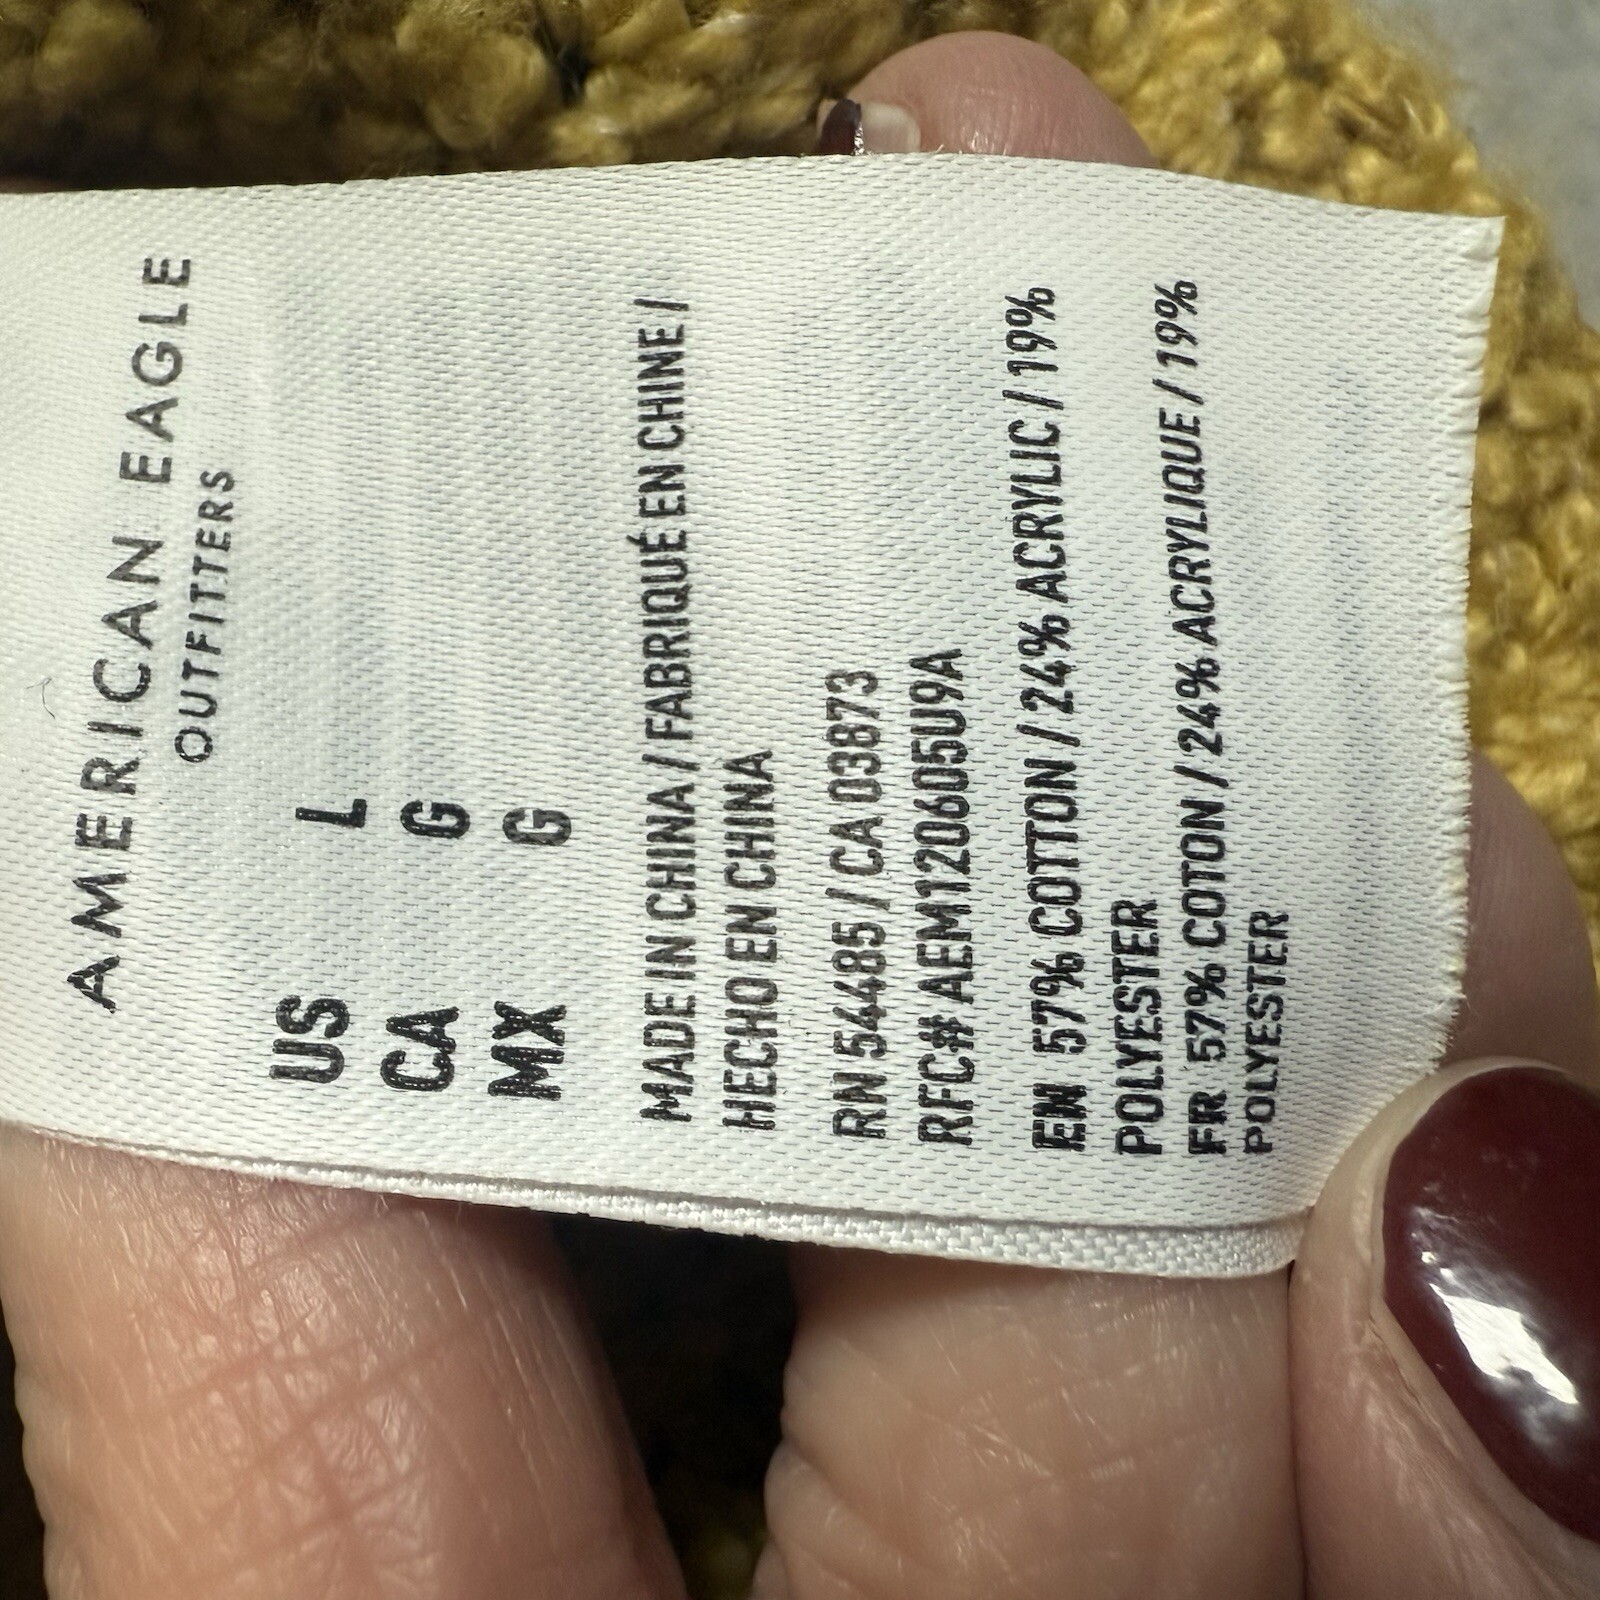 AMERICAN EAGLE
OUTFITTERS
US L
CA G
MX G
MADE IN CHINA / FABRIQUÉ EN CHINE /
HECHO EN CHINA
RN 54485 / CA 03873
RFC# AEM120605U9A
EN 57% COTTON / 24% ACRYLIC / 19%
POLYESTER
FR 57% COTON / 24% ACRYLIQUE / 19%
POLYESTER